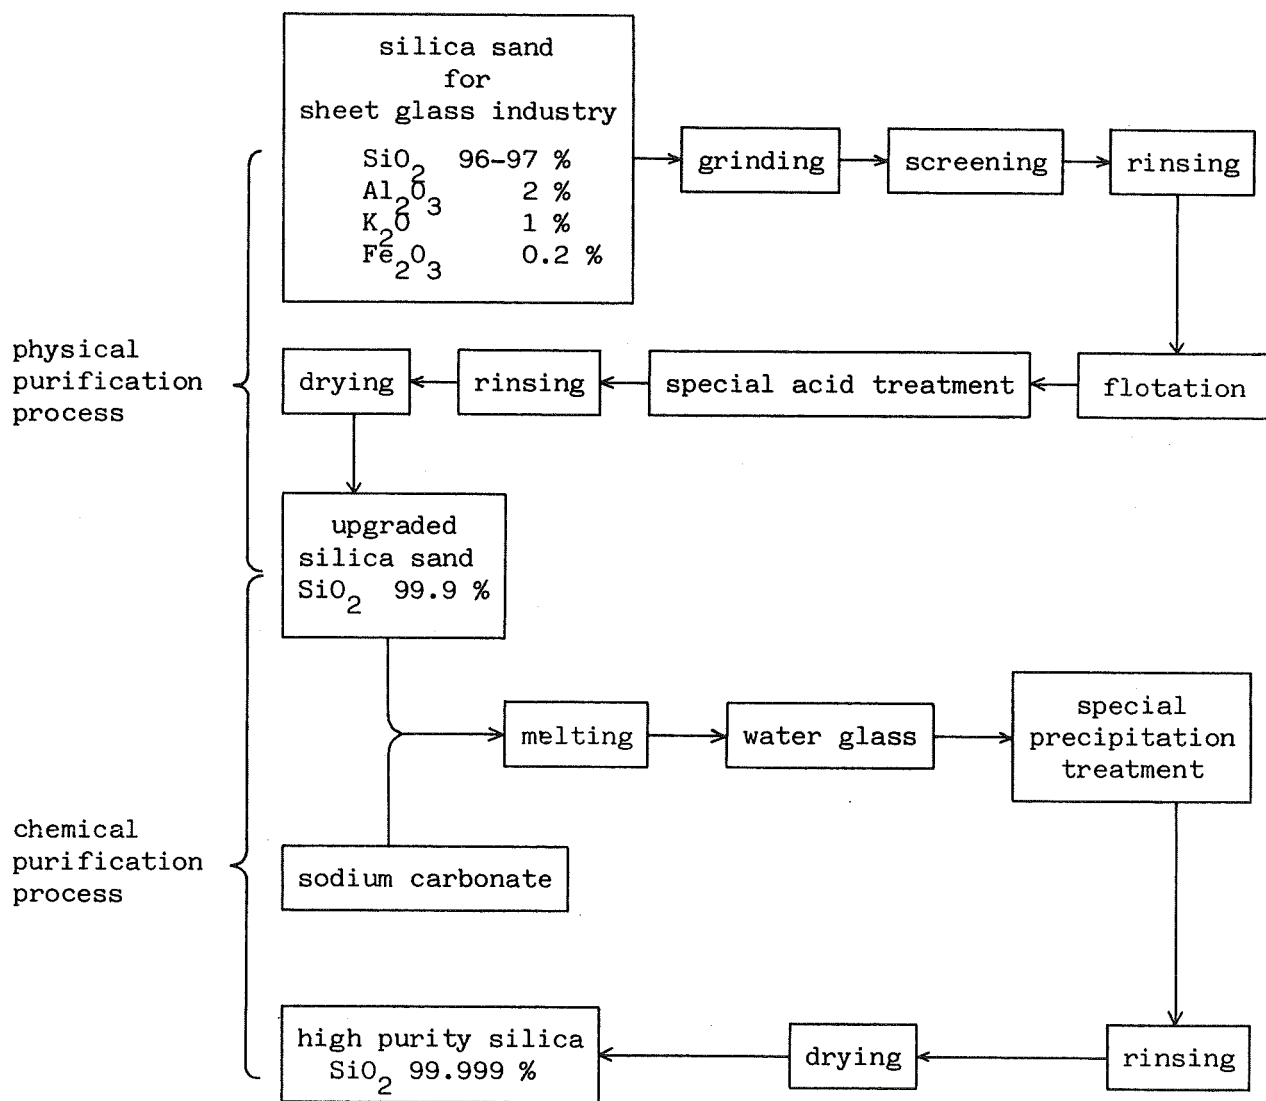 silica sand
for
sheet glass industry
SiO2 96-97 %
Al2O3 2 %
K2O 1 %
Fe2O3 0.2 %
grinding
screening
rinsing
physical
purification
process
drying
rinsing
special acid treatment
flotation
upgraded
silica sand
SiO2 99.9 %
melting
water glass
special
precipitation
treatment
chemical
purification
process
sodium carbonate
high purity silica
SiO2 99.999 %
drying
rinsing